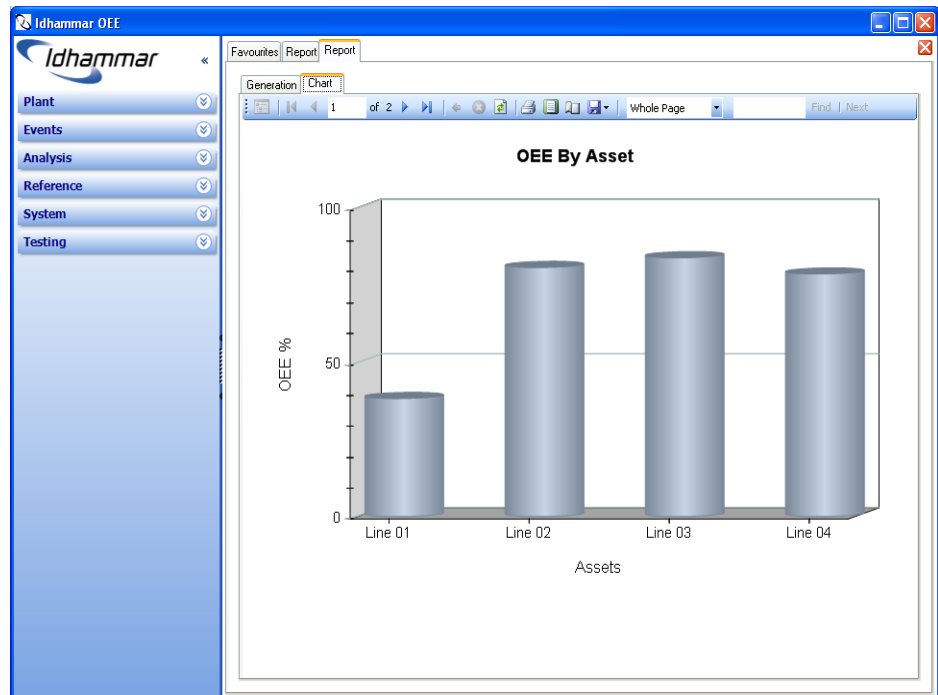 Idhammar OEE
Idhammar
«
Plant
Events
Analysis
Reference
System
Testing
Favourites Report Report
Generation Chart
1 of 2 Whole Page Find | Next
OEE By Asset
100
50
0
OEE %
Line 01 Line 02 Line 03 Line 04
Assets